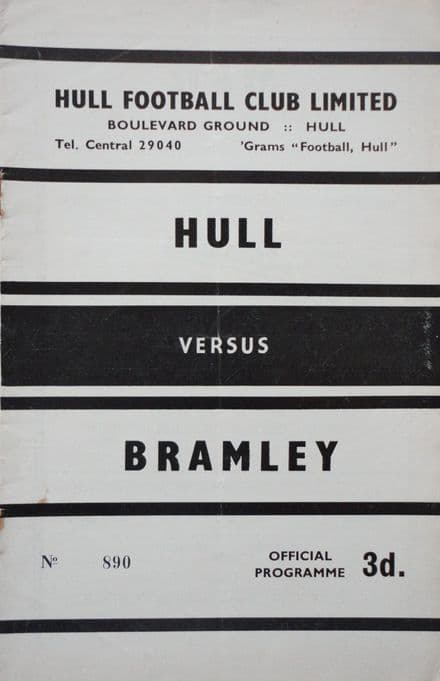 HULL FOOTBALL CLUB LIMITED
BOULEVARD GROUND :: HULL
Tel. Central 29040 'Grams "Football, Hull"
HULL
VERSUS
BRAMLEY
Nº 890
OFFICIAL PROGRAMME 3d.